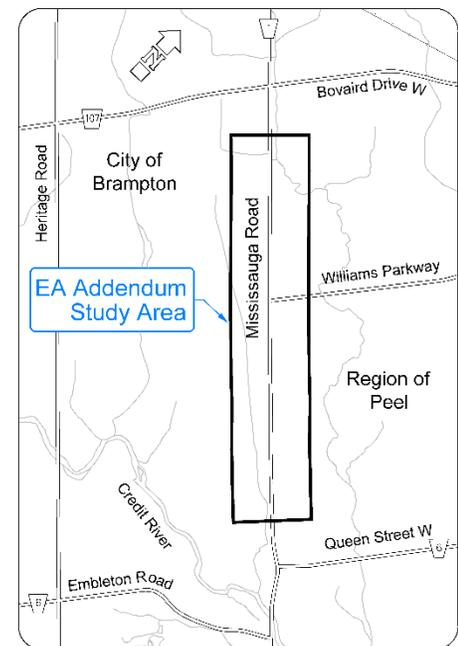 N
Bovaird Drive W
107
Heritage Road
City of
Brampton
Mississauga Road
Williams Parkway
EA Addendum
Study Area
Region of
Peel
Credit River
Queen Street W
6
Embleton Road
6